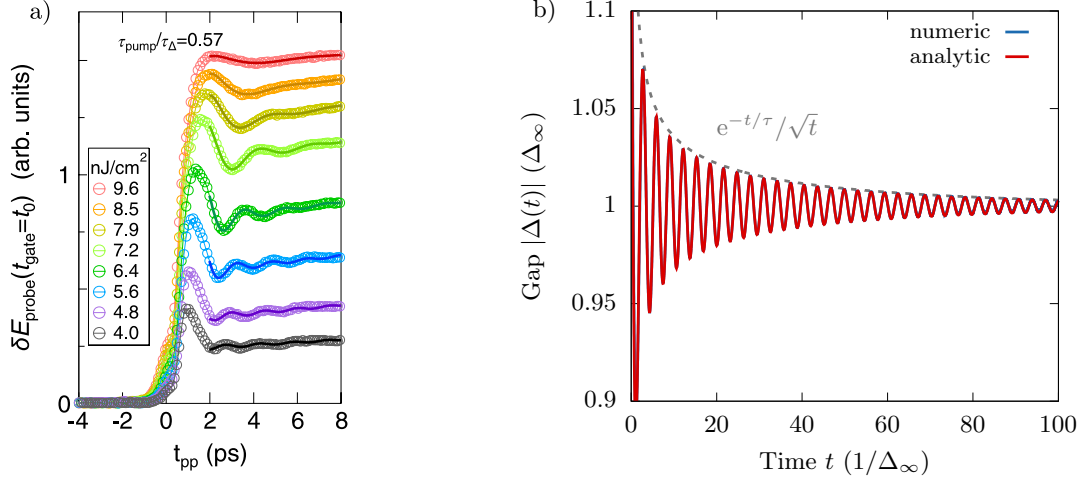 a)
τpump/τΔ=0.57
δEprobe(tgate=t0) (arb. units)
1
0
nJ/cm²
9.6
8.5
7.9
7.2
6.4
5.6
4.8
4.0
-4 -2 0 2 4 6 8
tpp (ps)
b)
1.1
1.05
1
0.95
0.9
Gap |Δ(t)| (Δ∞)
numeric
analytic
e^{-t/τ}/√t
0 20 40 60 80 100
Time t (1/Δ∞)